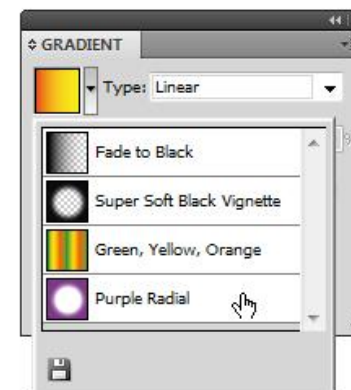 GRADIENT
Type: Linear
Fade to Black
Super Soft Black Vignette
Green, Yellow, Orange
Purple Radial